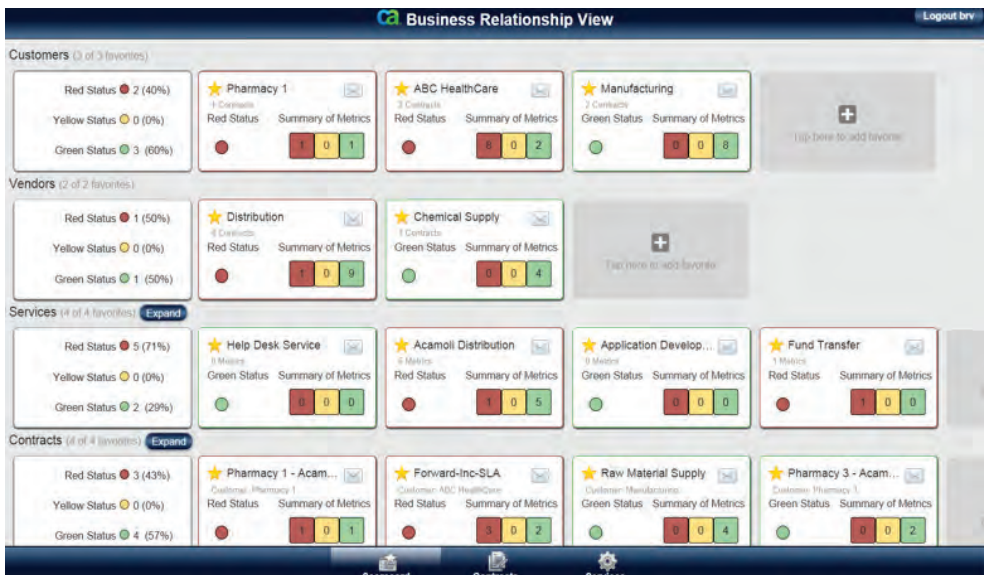 ca Business Relationship View
Logout brv
Customers (3 of 3 favorites)
Red Status 2 (40%)
Yellow Status 0 (0%)
Green Status 3 (60%)
Pharmacy 1
Contracts
Red Status Summary of Metrics
1 0 1
ABC HealthCare
3 Contracts
Red Status Summary of Metrics
0 2
Manufacturing
2 Contracts
Green Status Summary of Metrics
0 0 8
Tap here to add favorite
Vendors (2 of 2 favorites)
Red Status 1 (50%)
Yellow Status 0 (0%)
Green Status 1 (50%)
Distribution
Contracts
Red Status Summary of Metrics
1 0 9
Chemical Supply
1 Contracts
Green Status Summary of Metrics
0 0 4
Tap here to add favorite
Services (4 of 4 favorites) Expand
Red Status 5 (71%)
Yellow Status 0 (0%)
Green Status 2 (29%)
Help Desk Service
0 Metrics
Green Status Summary of Metrics
0 0 0
Acamoli Distribution
6 Metrics
Red Status Summary of Metrics
1 0 5
Application Develop...
0 Metrics
Green Status Summary of Metrics
0 0 0
Fund Transfer
1 Metrics
Red Status Summary of Metrics
1 0 0
Contracts (4 of 4 favorites) Expand
Red Status 3 (43%)
Yellow Status 0 (0%)
Green Status 4 (57%)
Pharmacy 1 - Acam...
Customer: Pharmacy 1
Red Status Summary of Metrics
1 0 1
Forward-Inc-SLA
Customer: ABC HealthCare
Red Status Summary of Metrics
3 0 2
Raw Material Supply
Customer: Manufacturing
Green Status Summary of Metrics
0 0 4
Pharmacy 3 - Acam...
Customer: Pharmacy
Green Status Summary of Metrics
0 0 2